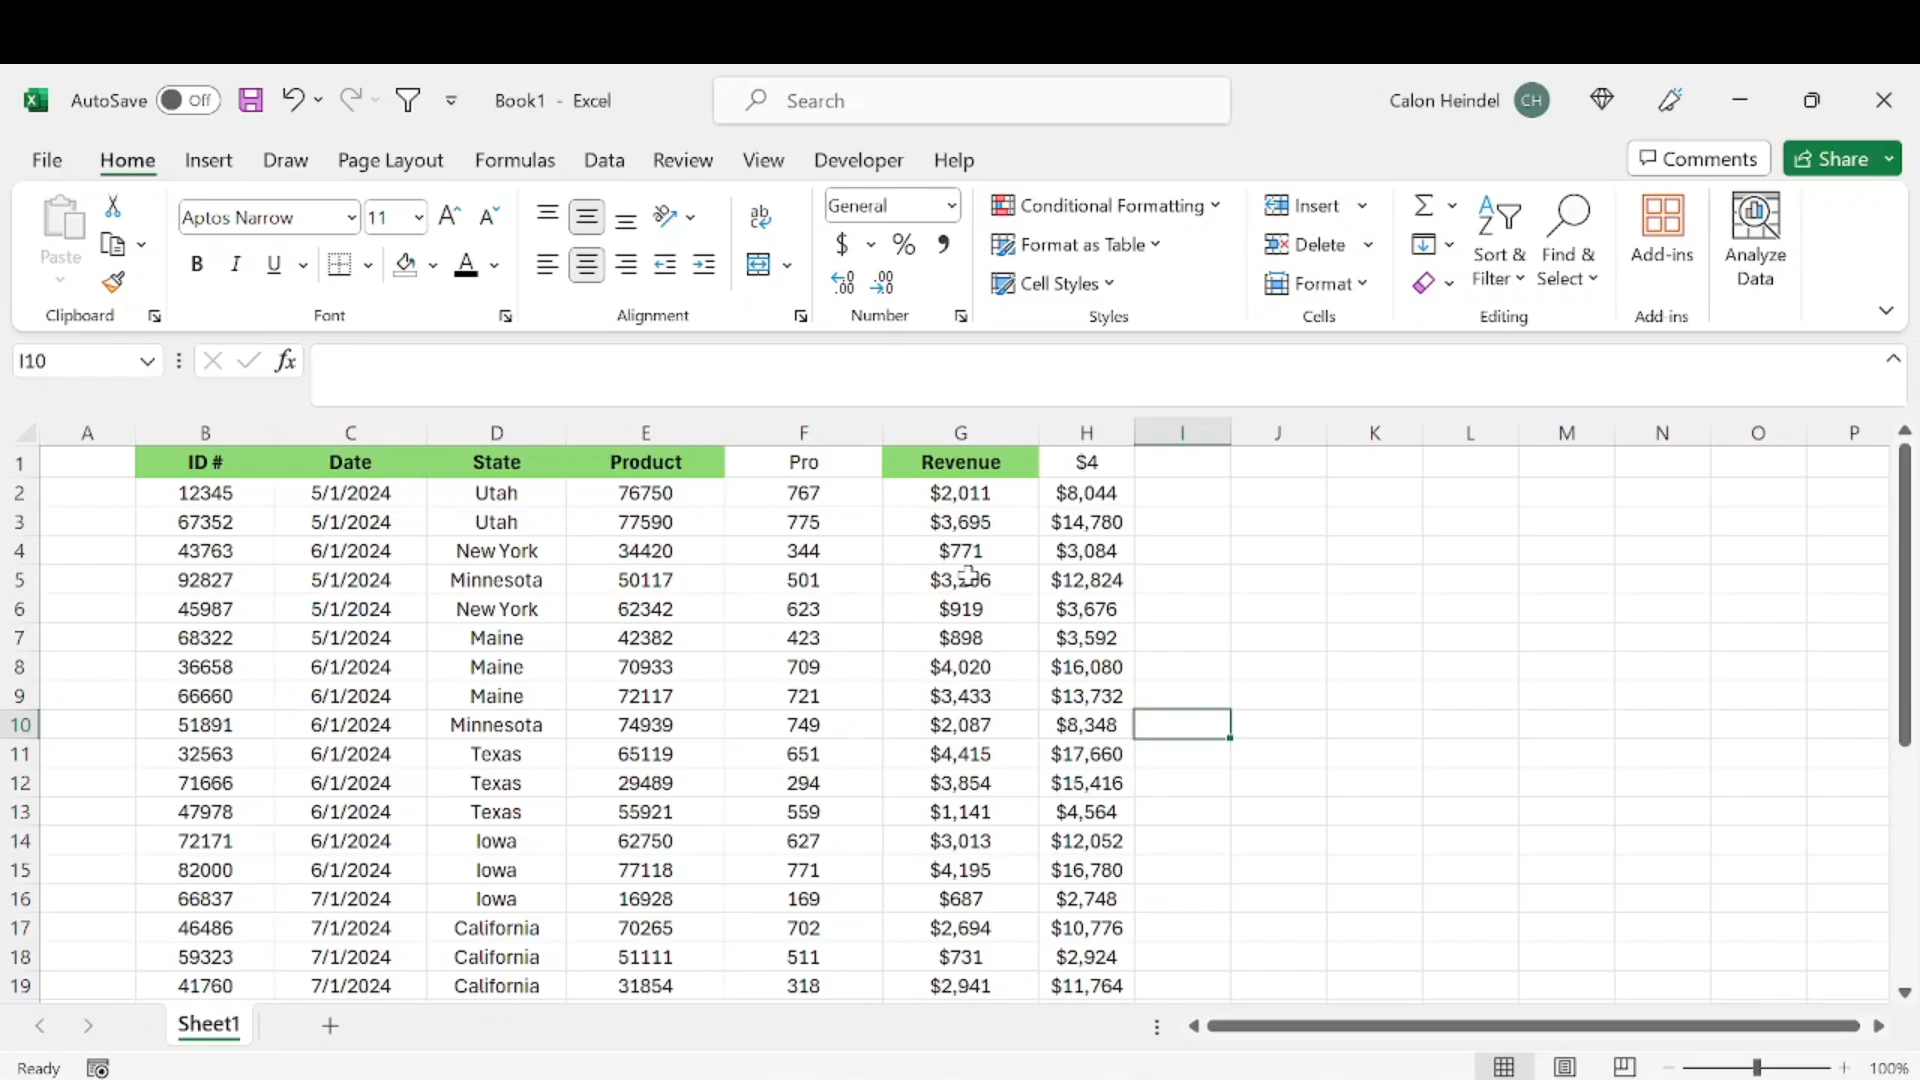 AutoSave Off Book1 - Excel Search Calon Heindel CH
File Home Insert Draw Page Layout Formulas Data Review View Developer Help Comments Share
Paste Aptos Narrow 11 B I U A ab General $ % , Conditional Formatting Format as Table Cell Styles Insert Delete Format Sort & Filter Find & Select Add-ins Analyze Data
Clipboard Font Alignment Number Styles Cells Editing Add-ins
I10 fx
A B C D E F G H I J K L M N O P
1 ID # Date State Product Pro Revenue $4
2 12345 5/1/2024 Utah 76750 767 $2,011 $8,044
3 67352 5/1/2024 Utah 77590 775 $3,695 $14,780
4 43763 6/1/2024 New York 34420 344 $771 $3,084
5 92827 5/1/2024 Minnesota 50117 501 $12,824
6 45987 5/1/2024 New York 62342 623 $919 $3,676
7 68322 5/1/2024 Maine 42382 423 $898 $3,592
8 36658 6/1/2024 Maine 70933 709 $4,020 $16,080
9 66660 6/1/2024 Maine 72117 721 $3,433 $13,732
10 51891 6/1/2024 Minnesota 74939 749 $2,087 $8,348
11 32563 6/1/2024 Texas 65119 651 $4,415 $17,660
12 71666 6/1/2024 Texas 29489 294 $3,854 $15,416
13 47978 6/1/2024 Texas 55921 559 $1,141 $4,564
14 72171 6/1/2024 Iowa 62750 627 $3,013 $12,052
15 82000 6/1/2024 Iowa 77118 771 $4,195 $16,780
16 66837 7/1/2024 Iowa 16928 169 $687 $2,748
17 46486 7/1/2024 California 70265 702 $2,694 $10,776
18 59323 7/1/2024 California 51111 511 $731 $2,924
19 41760 7/1/2024 California 31854 318 $2,941 $11,764
Sheet1
Ready 100%